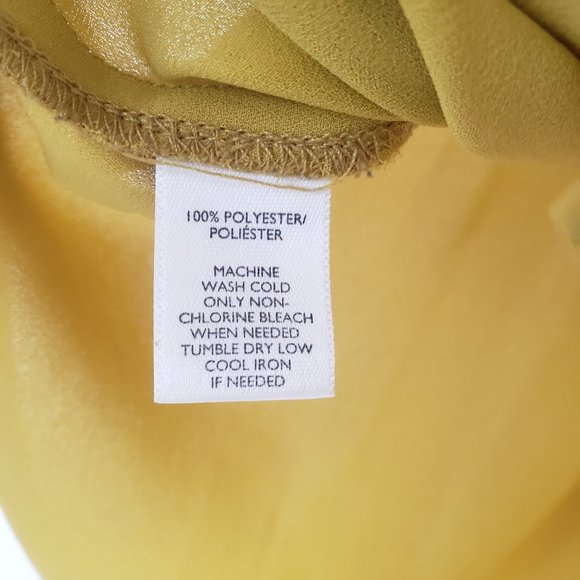 100% POLYESTER/
POLIÉSTER
MACHINE
WASH COLD
ONLY NON-
CHLORINE BLEACH
WHEN NEEDED
TUMBLE DRY LOW
COOL IRON
IF NEEDED